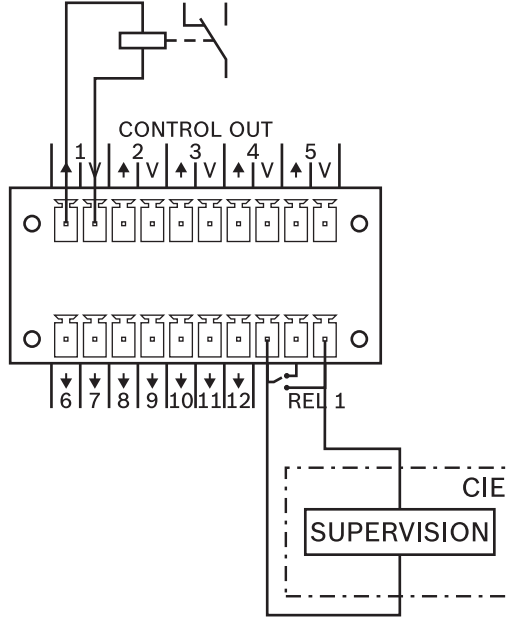 CONTROL OUT
1 2 3 4 5
V V V V V
6 7 8 9 10 11 12 REL 1
CIE
SUPERVISION